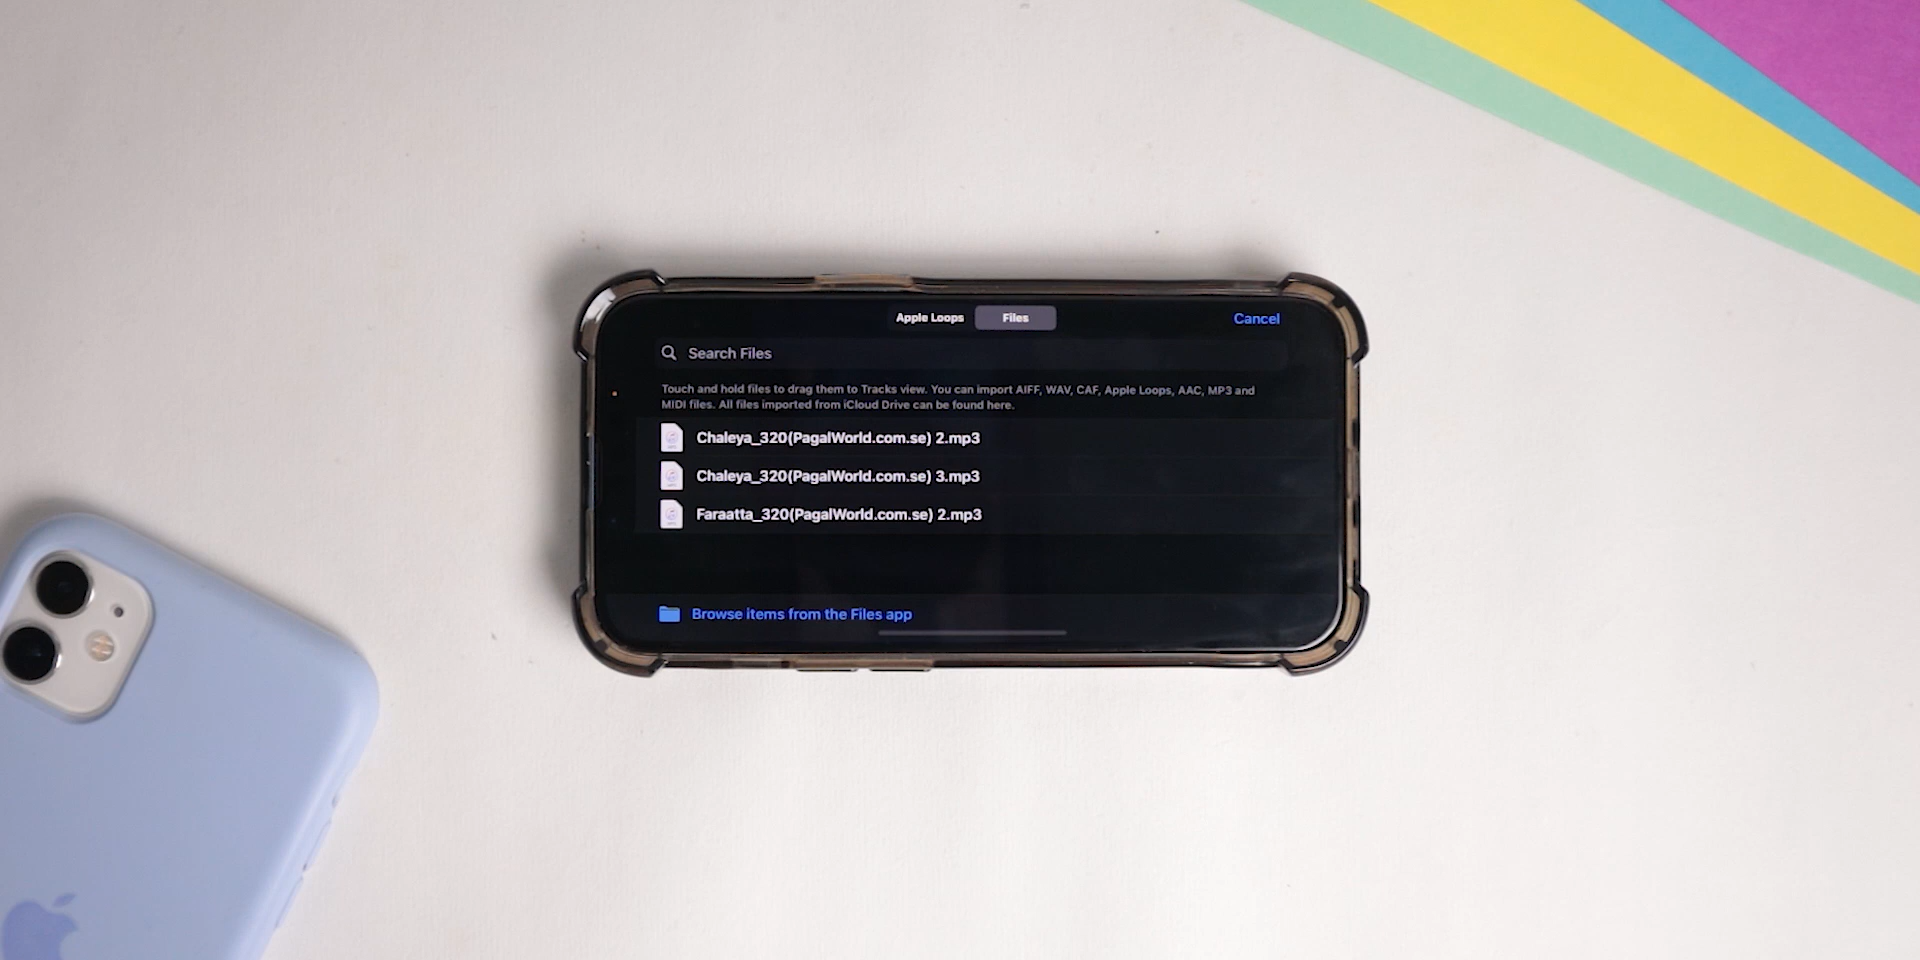 Apple Loops
Files
Cancel
Search Files
Touch and hold files to drag them to Tracks view. You can import AIFF, WAV, CAF, Apple Loops, AAC, MP3 and
MIDI files. All files imported from iCloud Drive can be found here.
Chaleya_320(PagalWorld.com.se) 2.mp3
Chaleya_320(PagalWorld.com.se) 3.mp3
Faraatta_320(PagalWorld.com.se) 2.mp3
Browse items from the Files app